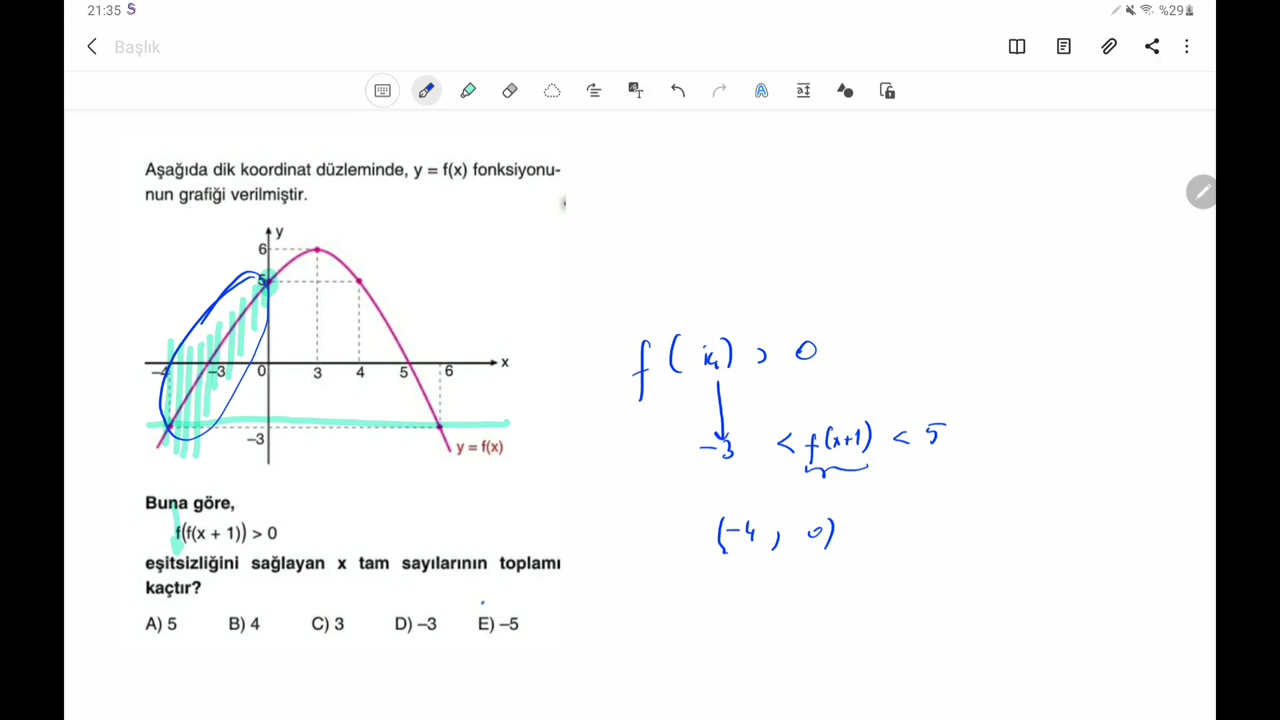 21:35 S
%29
Başlık
Aşağıda dik koordinat düzleminde, y = f(x) fonksiyonu-
nun grafiği verilmiştir.
y
6
5
-4 -3 0 3 4 5 6 x
-3
y = f(x)
f(x) > 0
-3 < f(x+1) < 5
(-4, 0)
Buna göre,
f(f(x + 1)) > 0
eşitsizliğini sağlayan x tam sayılarının toplamı
kaçtır?
A) 5 B) 4 C) 3 D) –3 E) –5